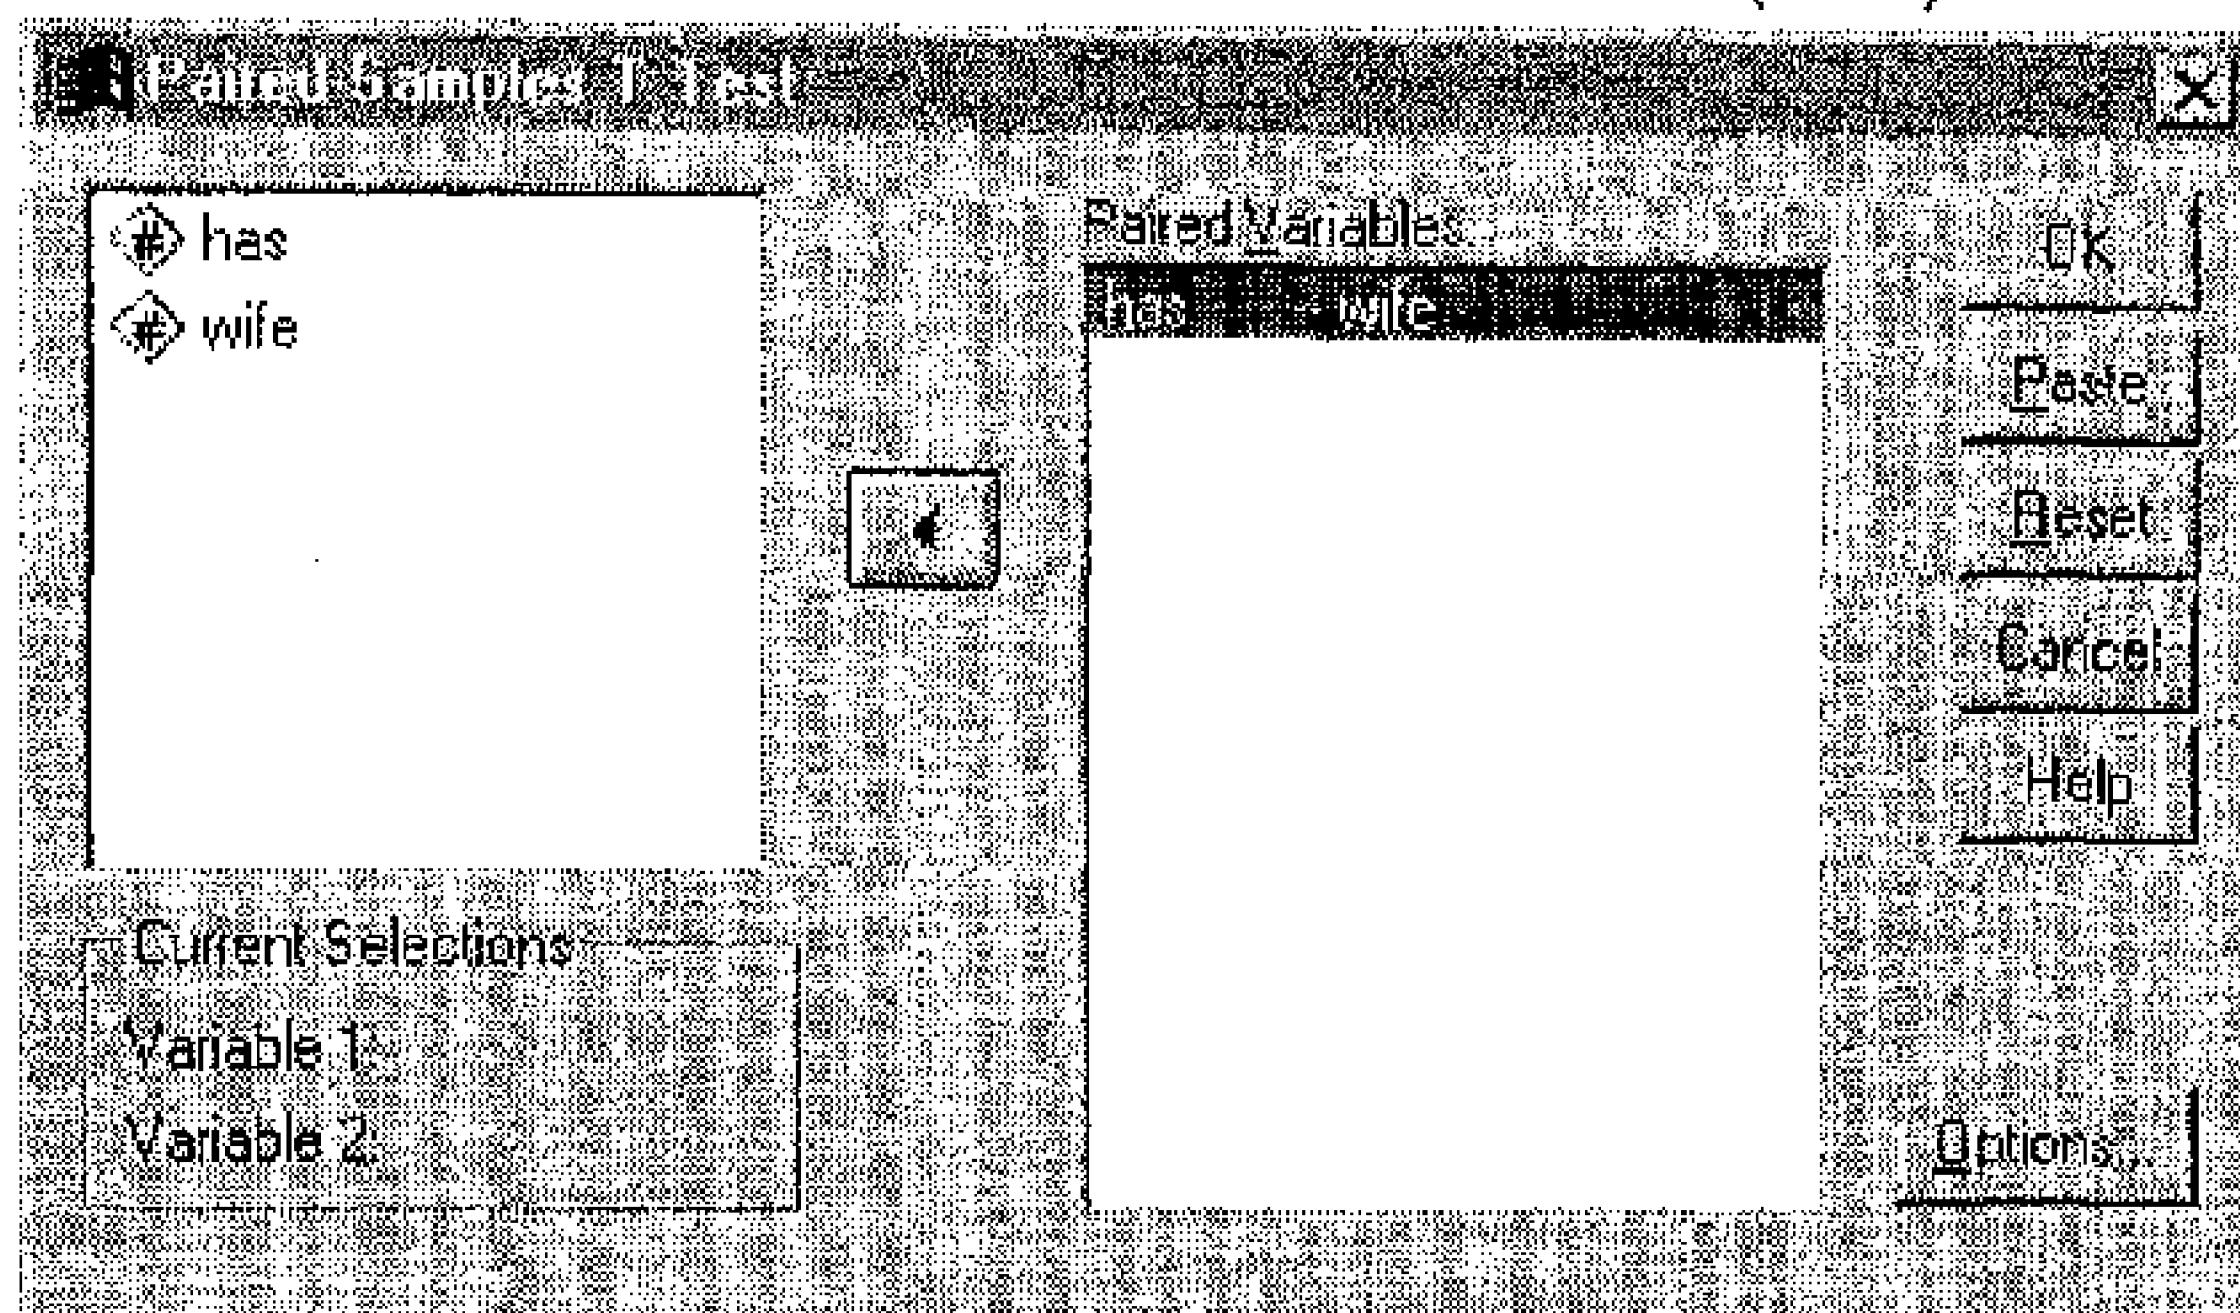 Paired Samples T Test
has
wife
Paired Variables
has - wife
OK
Paste
Reset
Cancel
Help
Current Selections
Variable 1:
Variable 2:
Options...